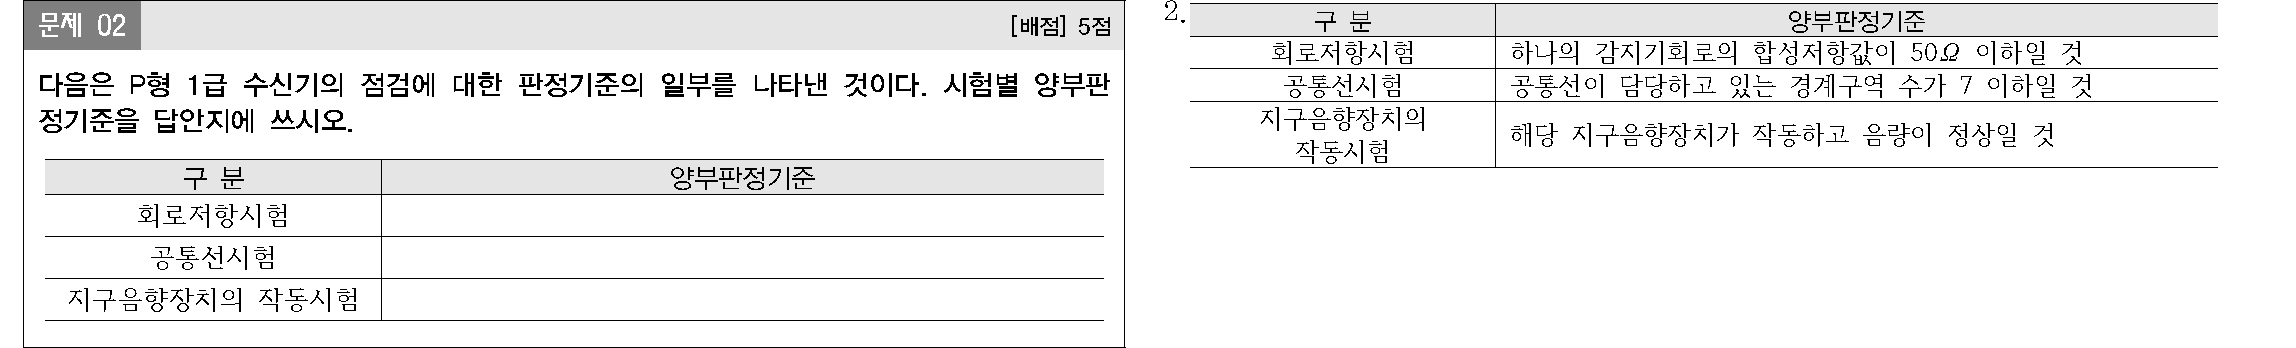 문제 02
[배점] 5점
다음은 P형 1급 수신기의 점검에 대한 판정기준의 일부를 나타낸 것이다. 시험별 양부판
정기준을 답안지에 쓰시오.
구 분 양부판정기준
회로저항시험
공통선시험
지구음향장치의 작동시험
2.
구 분 양부판정기준
회로저항시험 하나의 감지기회로의 합성저항값이 50Ω 이하일 것
공통선시험 공통선이 담당하고 있는 경계구역 수가 7 이하일 것
지구음향장치의
작동시험
해당 지구음향장치가 작동하고 음량이 정상일 것